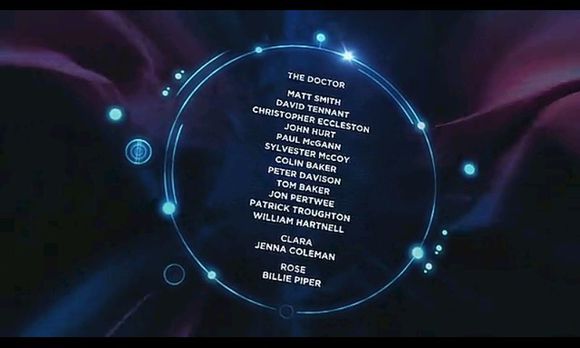 THE DOCTOR
MATT SMITH
DAVID TENNANT
CHRISTOPHER ECCLESTON
JOHN HURT
PAUL McGANN
SYLVESTER McCOY
COLIN BAKER
PETER DAVISON
TOM BAKER
JON PERTWEE
PATRICK TROUGHTON
WILLIAM HARTNELL
CLARA
JENNA COLEMAN
ROSE
BILLIE PIPER